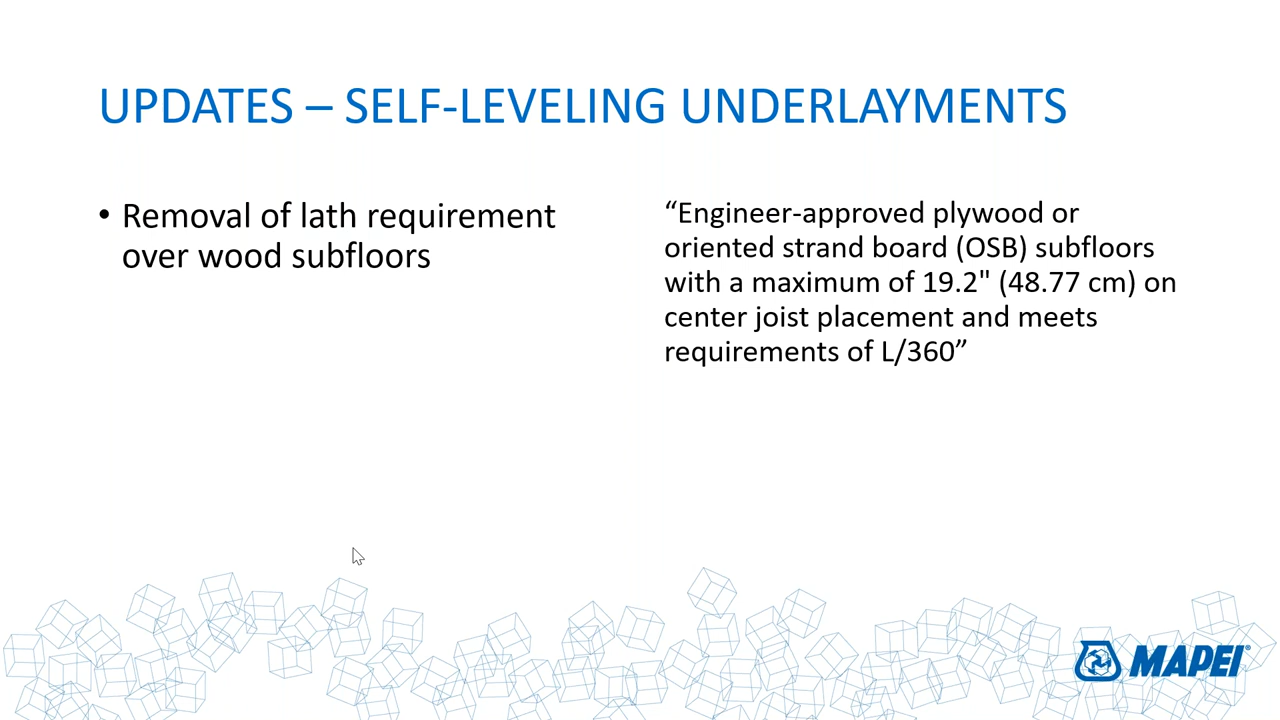 UPDATES – SELF-LEVELING UNDERLAYMENTS
• Removal of lath requirement
over wood subfloors
“Engineer-approved plywood or
oriented strand board (OSB) subfloors
with a maximum of 19.2" (48.77 cm) on
center joist placement and meets
requirements of L/360”
MAPEI®